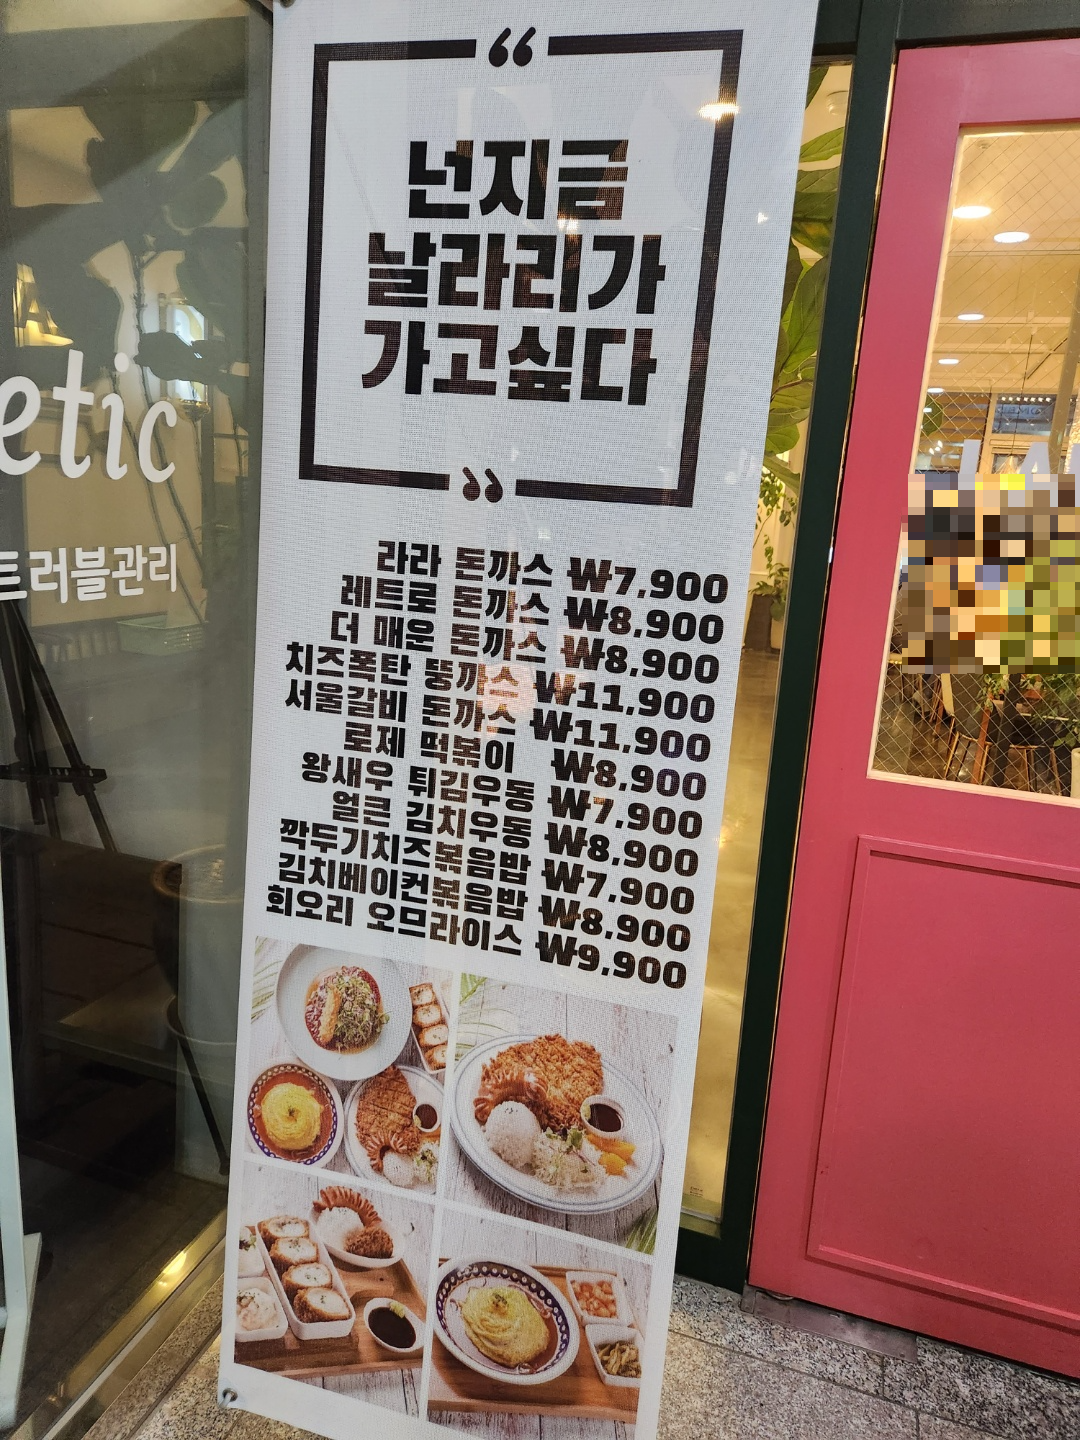 “
넌지금
날라리가
가고싶다
”
라라 돈까스 ₩7,900
레트로 돈까스 ₩8,900
더 매운 돈까스 ₩8,900
치즈폭탄 뚱까스 ₩11,900
서울갈비 돈까스 ₩11,900
로제 떡볶이 ₩8,900
왕새우 튀김우동 ₩7,900
얼큰 김치우동 ₩8,900
깍두기치즈볶음밥 ₩7,900
김치베이컨볶음밥 ₩8,900
회오리 오므라이스 ₩9,900
etic
트러블관리